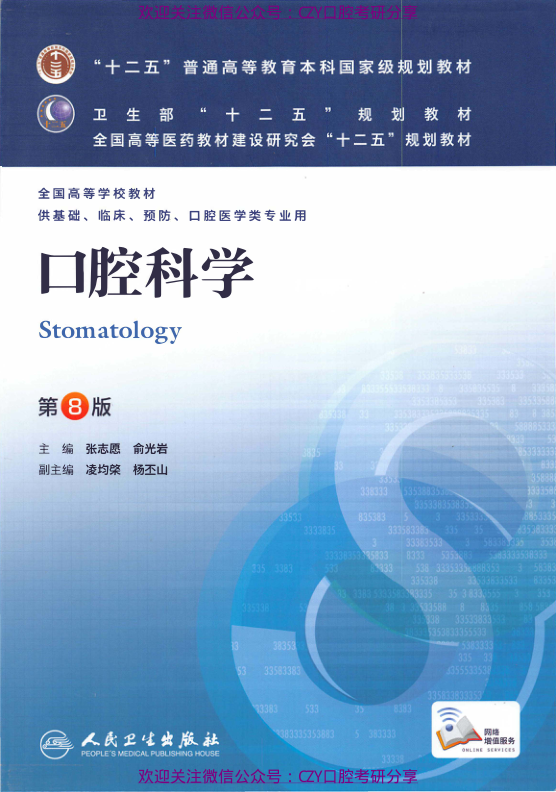 欢迎关注微信公众号：CZY口腔考研分享
“十二五”普通高等教育本科国家级规划教材
卫生部“十二五”规划教材
全国高等医药教材建设研究会“十二五”规划教材
全国高等学校教材
供基础、临床、预防、口腔医学类专业用
口腔科学
Stomatology
第8版
主 编 张志愿 俞光岩
副主编 凌均棨 杨丕山
人民卫生出版社
PEOPLE'S MEDICAL PUBLISHING HOUSE
网络
增值服务
ONLINE SERVICES
欢迎关注微信公众号：CZY口腔考研分享